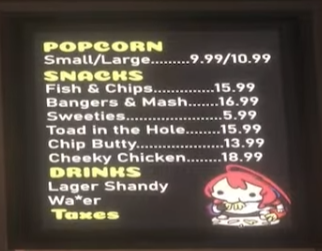 POPCORN
Small/Large.........9.99/10.99
SNACKS
Fish & Chips............15.99
Bangers & Mash......16.99
Sweeties...................5.99
Toad in the Hole.......15.99
Chip Butty.................13.99
Cheeky Chicken.......18.99
DRINKS
Lager Shandy
Wa*er
Taxes